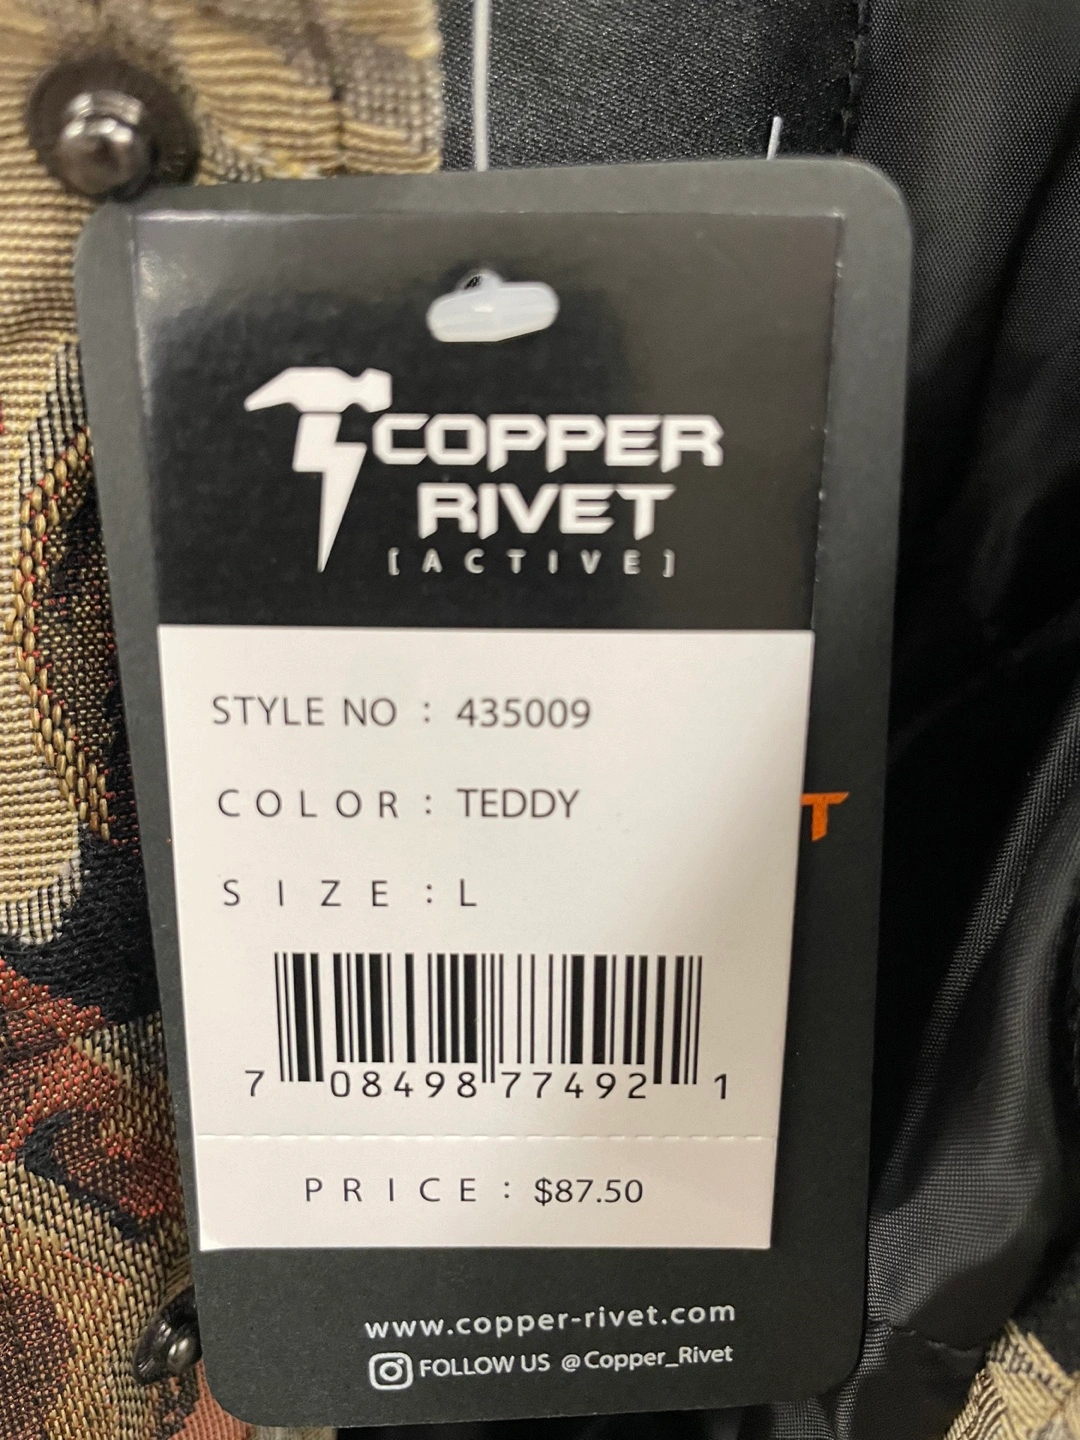 COPPER
RIVET
[ACTIVE]
STYLE NO : 435009
COLOR : TEDDY
SIZE : L
7 08498 77492 1
PRICE : $87.50
www.copper-rivet.com
FOLLOW US @Copper_Rivet
T